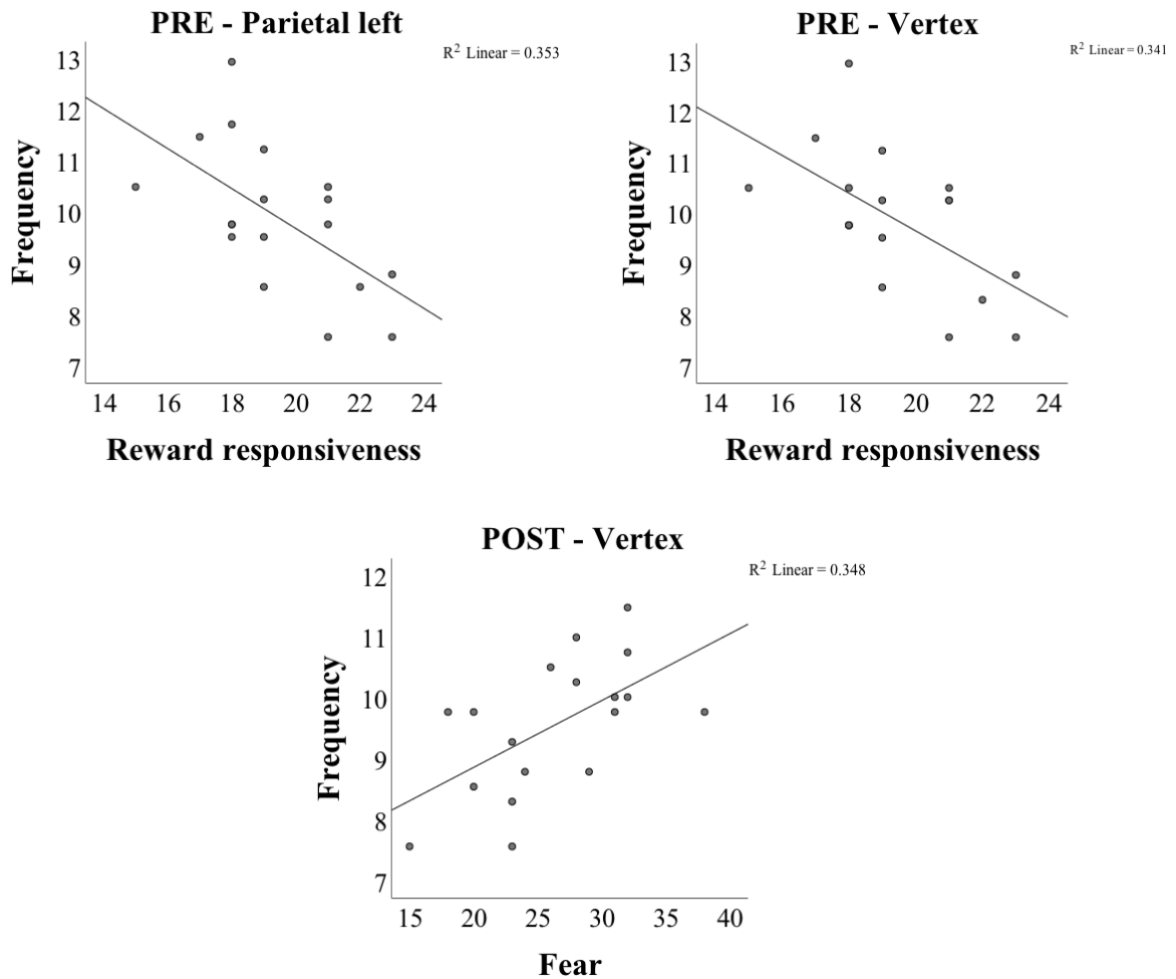 PRE - Parietal left
R² Linear = 0.353
13
12
11
10
9
8
7
Frequency
14 16 18 20 22 24
Reward responsiveness
PRE - Vertex
R² Linear = 0.341
13
12
11
10
9
8
7
Frequency
14 16 18 20 22 24
Reward responsiveness
POST - Vertex
R² Linear = 0.348
12
11
10
9
8
7
Frequency
15 20 25 30 35 40
Fear